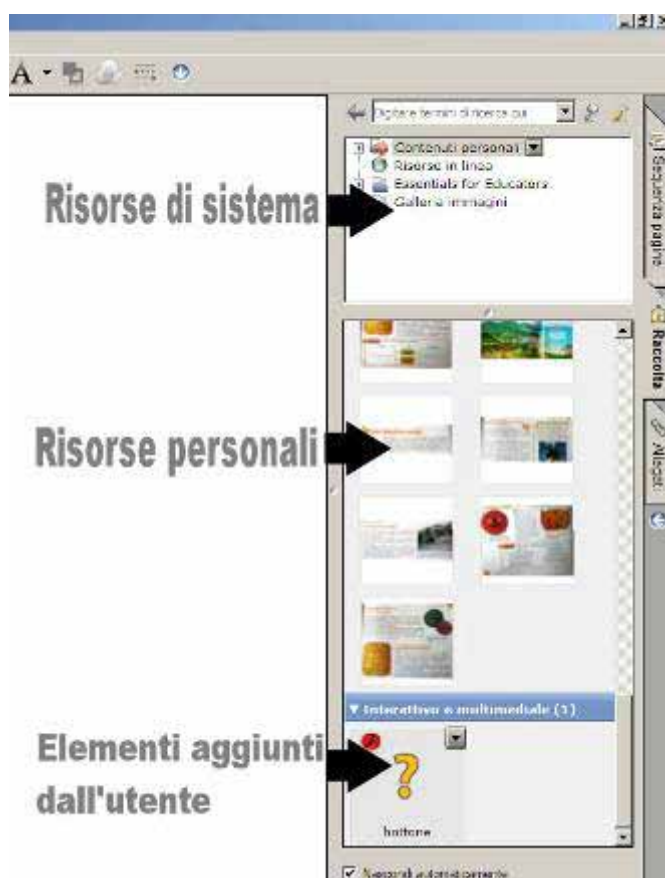 A
Digitare termini di ricerca qui
Contenuti personali
Risorse in linea
Essentials for Educators
Galleria immagini
Risorse di sistema
Sequenza pagine
Raccolta
Allegati
Risorse personali
Interattivo e multimediale (1)
Elementi aggiunti
dall'utente
?
bottone
Nascondi automaticamente